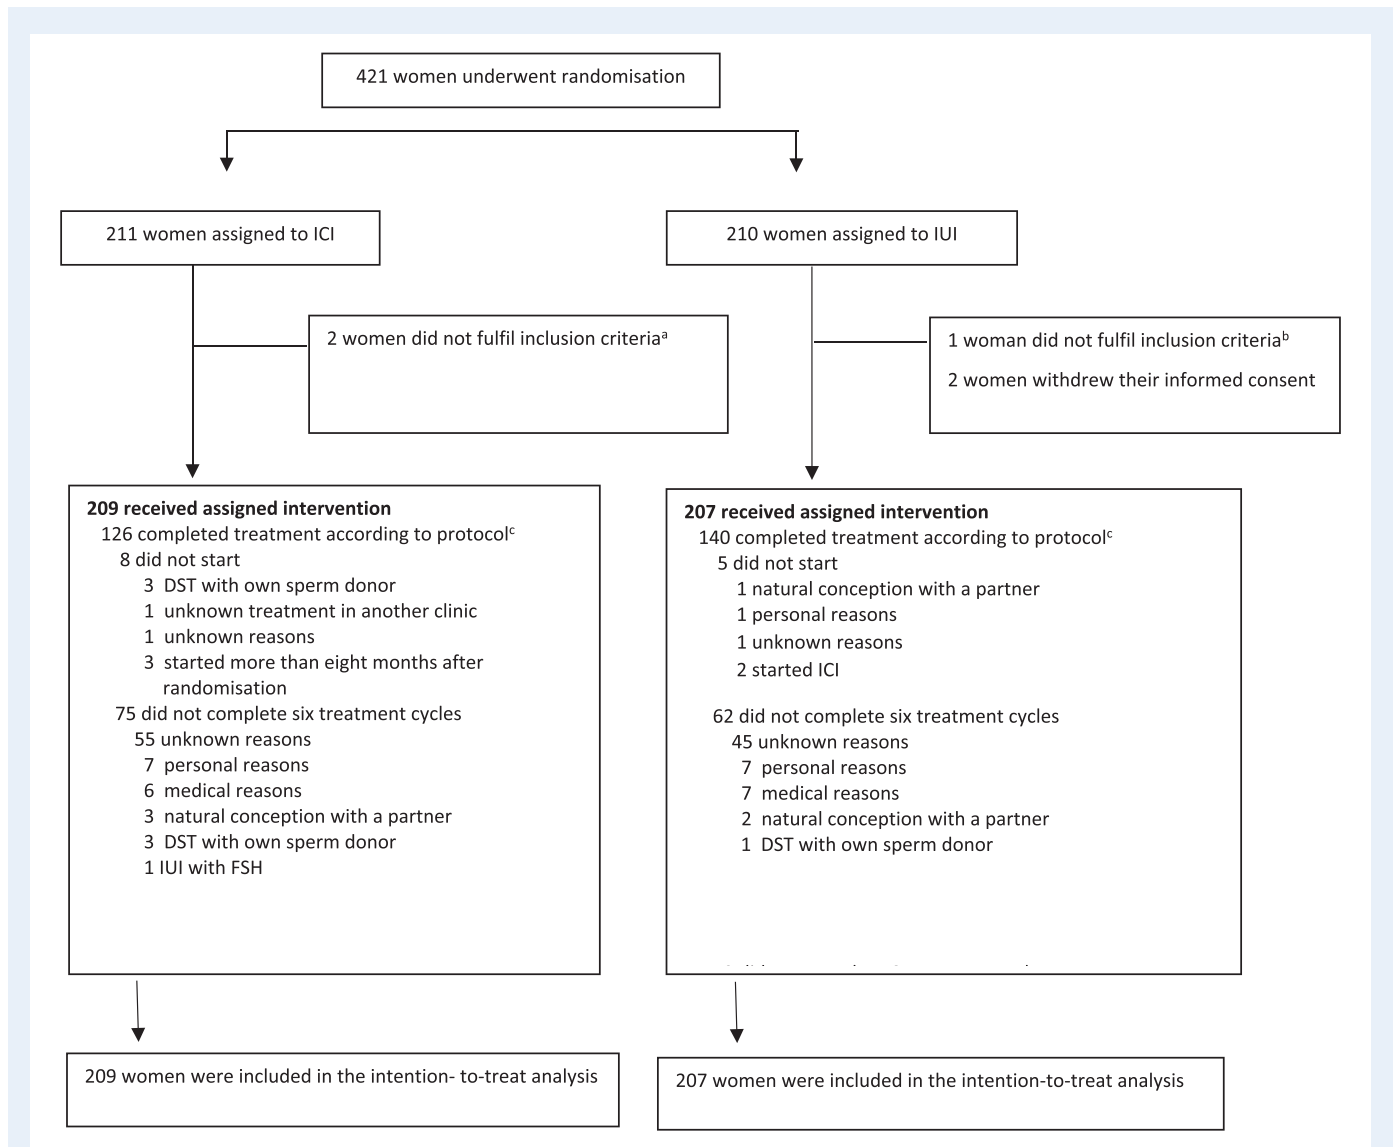 421 women underwent randomisation
211 women assigned to ICI
210 women assigned to IUI
2 women did not fulfil inclusion criteriaᵃ
1 woman did not fulfil inclusion criteriaᵇ
2 women withdrew their informed consent
209 received assigned intervention
126 completed treatment according to protocolᶜ
8 did not start
3 DST with own sperm donor
1 unknown treatment in another clinic
1 unknown reasons
3 started more than eight months after
randomisation
75 did not complete six treatment cycles
55 unknown reasons
7 personal reasons
6 medical reasons
3 natural conception with a partner
3 DST with own sperm donor
1 IUI with FSH
207 received assigned intervention
140 completed treatment according to protocolᶜ
5 did not start
1 natural conception with a partner
1 personal reasons
1 unknown reasons
2 started ICI
62 did not complete six treatment cycles
45 unknown reasons
7 personal reasons
7 medical reasons
2 natural conception with a partner
1 DST with own sperm donor
209 women were included in the intention- to-treat analysis
207 women were included in the intention-to-treat analysis